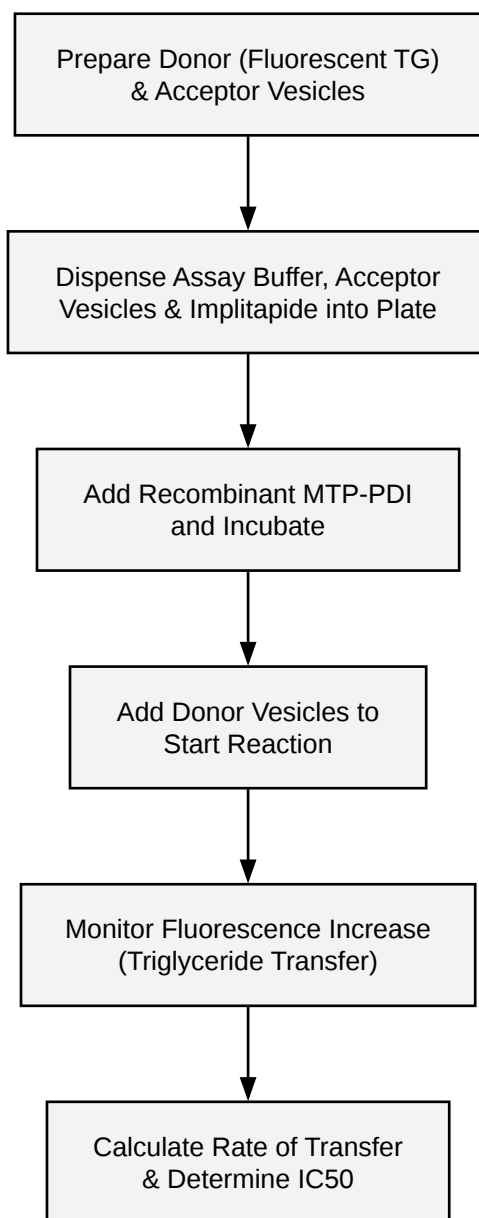 Prepare Donor (Fluorescent TG)
& Acceptor Vesicles
Dispense Assay Buffer, Acceptor
Vesicles & Implitapide into Plate
Add Recombinant MTP-PDI
and Incubate
Add Donor Vesicles to
Start Reaction
Monitor Fluorescence Increase
(Triglyceride Transfer)
Calculate Rate of Transfer
& Determine IC50